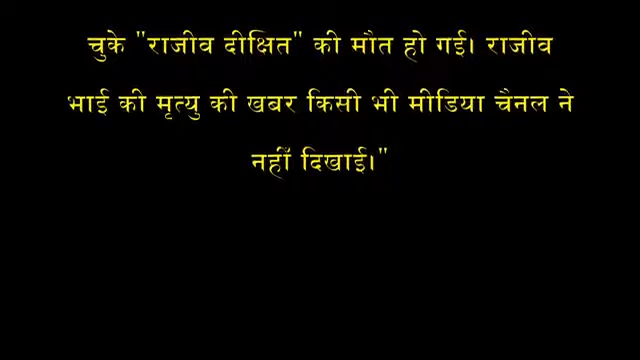 चुके "राजीव दीक्षित" की मौत हो गई। राजीव
भाई की मृत्यु की खबर किसी भी मीडिया चैनल ने
नहीँ दिखाई।"